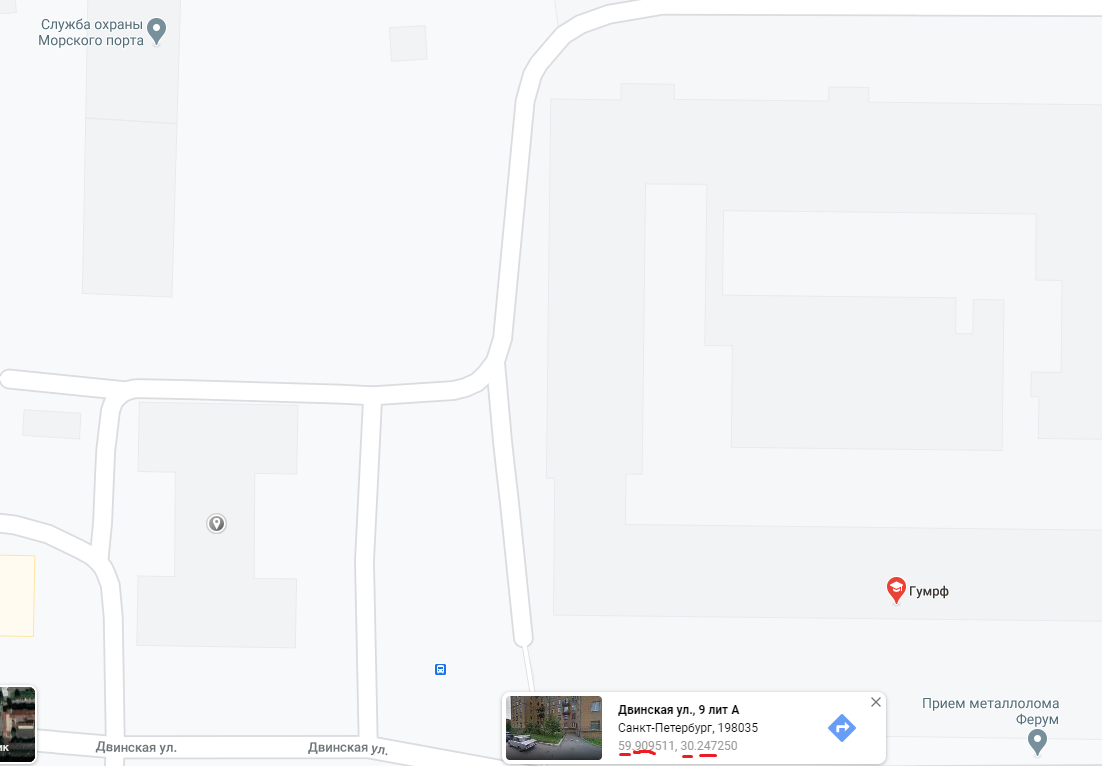 Служба охраны
Морского порта
Гумрф
Прием металлолома
Ферум
Двинская ул., 9 лит А
Санкт-Петербург, 198035
59.909511, 30.247250
Двинская ул.
Двинская ул.